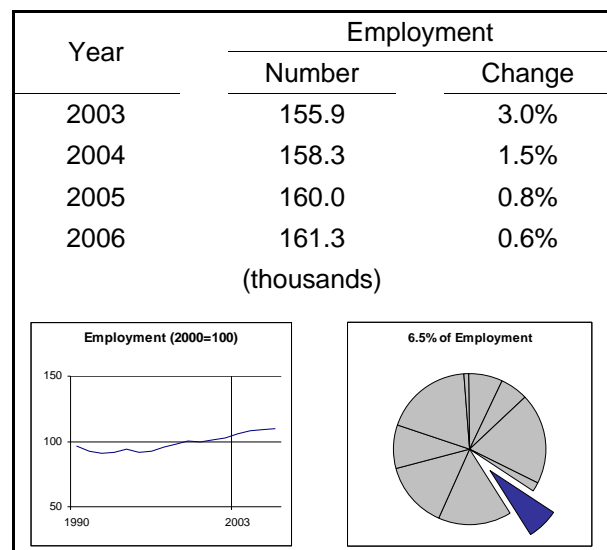 Year Employment
Number Change
2003 155.9 3.0%
2004 158.3 1.5%
2005 160.0 0.8%
2006 161.3 0.6%
(thousands)
Employment (2000=100)
150
100
50
1990 2003
6.5% of Employment